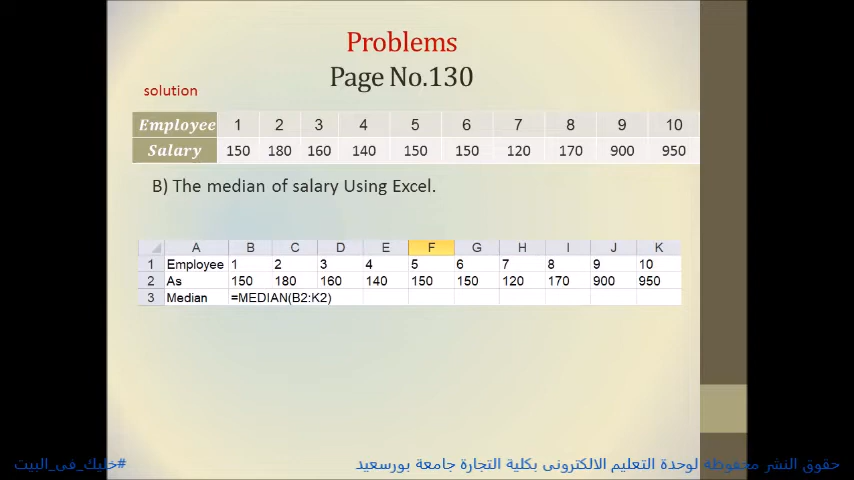 Problems
Page No.130
solution
Employee 1 2 3 4 5 6 7 8 9 10
Salary 150 180 160 140 150 150 120 170 900 950
B) The median of salary Using Excel.
A B C D E F G H I J K
1 Employee 1 2 3 4 5 6 7 8 9 10
2 As 150 180 160 140 150 150 120 170 900 950
3 Median =MEDIAN(B2:K2)
حقوق النشر محفوظه لوحدة التعليم الالكترونى بكلية التجارة جامعة بورسعيد
#خليك_فى_البيت